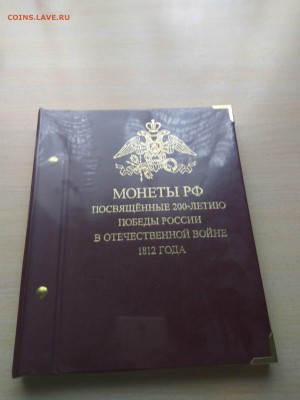 COINS.LAVE.RU
МОНЕТЫ РФ
ПОСВЯЩЁННЫЕ 200-ЛЕТИЮ
ПОБЕДЫ РОССИИ
В ОТЕЧЕСТВЕННОЙ ВОЙНЕ
1812 ГОДА